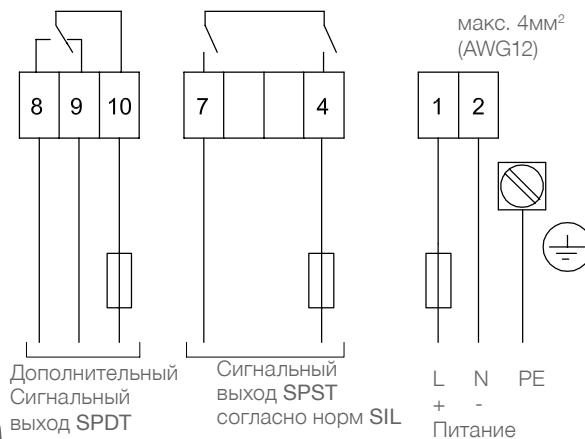 макс. 4мм²
(AWG12)
8 9 10
7 4
1 2
Дополнительный
Сигнальный
выход SPDT
Сигнальный
выход SPST
согласно норм SIL
L N PE
+ -
Питание